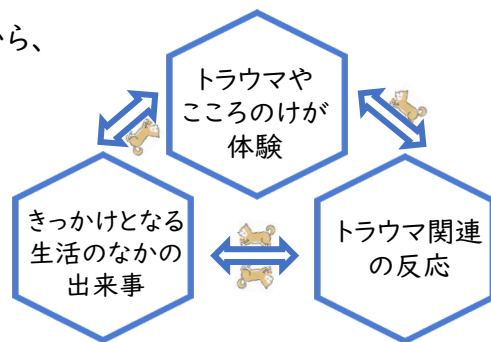 ら、
トラウマや
こころのけが
体験
きっかけとなる
生活のなかの
出来事
トラウマ関連
の反応